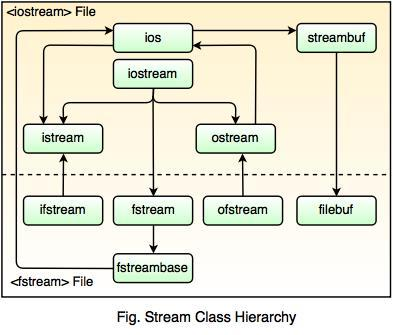 <iostream> File
ios
streambuf
iostream
istream
ostream
ifstream
fstream
ofstream
filebuf
fstreambase
<fstream> File
Fig. Stream Class Hierarchy